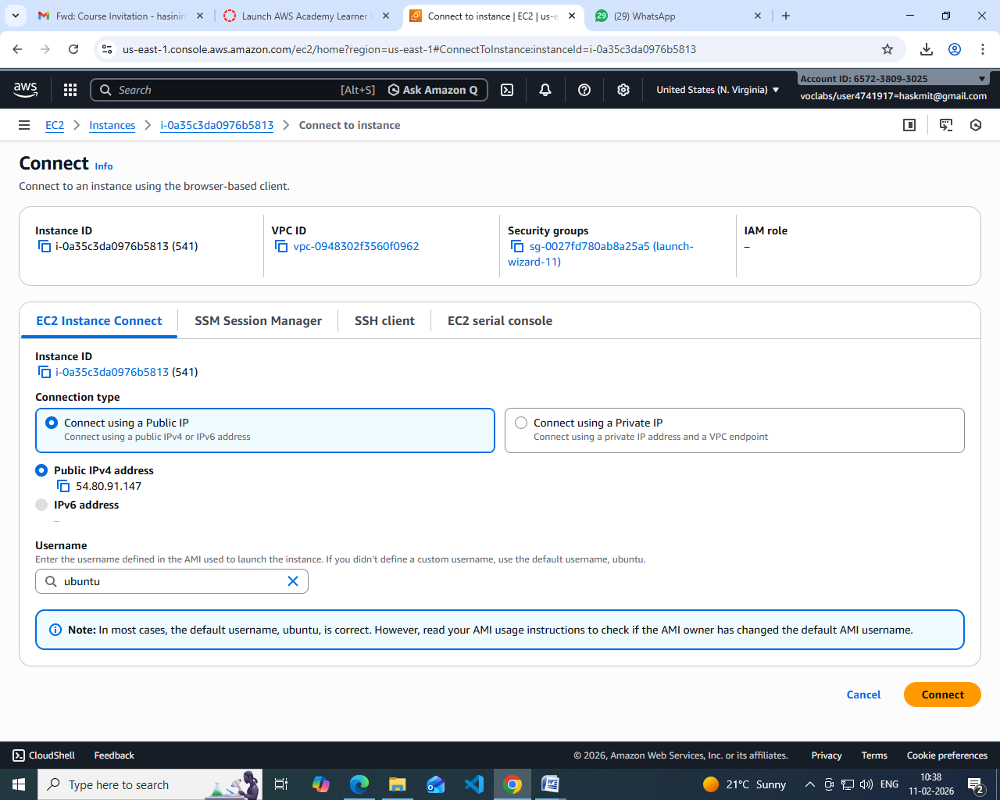 Fwd: Course Invitation - hasinin
Launch AWS Academy Learner L
Connect to instance | EC2 | us-e
(29) WhatsApp
us-east-1.console.aws.amazon.com/ec2/home?region=us-east-1#ConnectToInstance:instanceId=i-0a35c3da0976b5813
aws
Search
[Alt+S]
Ask Amazon Q
United States (N. Virginia)
Account ID: 6572-3809-3025
voclabs/user4741917=haskmit@gmail.com
EC2 > Instances > i-0a35c3da0976b5813 > Connect to instance
Connect Info
Connect to an instance using the browser-based client.
Instance ID
i-0a35c3da0976b5813 (541)
VPC ID
vpc-0948302f3560f0962
Security groups
sg-0027fd780ab8a25a5 (launch-
wizard-11)
IAM role
–
EC2 Instance Connect
SSM Session Manager
SSH client
EC2 serial console
Instance ID
i-0a35c3da0976b5813 (541)
Connection type
Connect using a Public IP
Connect using a public IPv4 or IPv6 address
Connect using a Private IP
Connect using a private IP address and a VPC endpoint
Public IPv4 address
54.80.91.147
IPv6 address
–
Username
Enter the username defined in the AMI used to launch the instance. If you didn't define a custom username, use the default username, ubuntu.
ubuntu
Note: In most cases, the default username, ubuntu, is correct. However, read your AMI usage instructions to check if the AMI owner has changed the default AMI username.
Cancel
Connect
CloudShell
Feedback
© 2026, Amazon Web Services, Inc. or its affiliates.
Privacy
Terms
Cookie preferences
Type here to search
21°C Sunny
ENG
10:38
11-02-2026
2